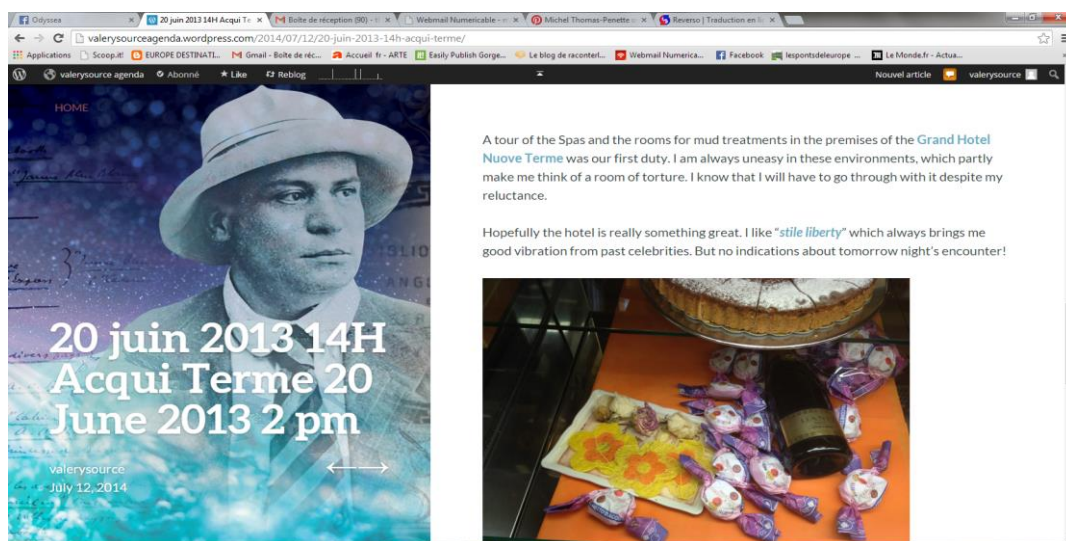 Odyssea
20 juin 2013 14H Acqui Te
Boîte de réception (90) - t
Webmail Numericable -
Michel Thomas-Penette
Reverso | Traduction en li
valerysourceagenda.wordpress.com/2014/07/12/20-juin-2013-14h-acqui-terme/
Applications
Scoop.it!
EUROPE DESTINATI...
Gmail - Boîte de réc...
Accueil fr - ARTE
Easily Publish Gorge...
Le blog de raconterl...
Webmail Numerica...
Facebook
lespontsdeleurope ...
Le Monde.fr - Actua...
valerysource agenda
Abonné
Like
Reblog
Nouvel article
valerysource
HOME
20 juin 2013 14H
Acqui Terme 20
June 2013 2 pm
valerysource
July 12, 2014
A tour of the Spas and the rooms for mud treatments in the premises of the Grand Hotel
Nuove Terme was our first duty. I am always uneasy in these environments, which partly
make me think of a room of torture. I know that I will have to go through with it despite my
reluctance.
Hopefully the hotel is really something great. I like “stile liberty” which always brings me
good vibration from past celebrities. But no indications about tomorrow night’s encounter!